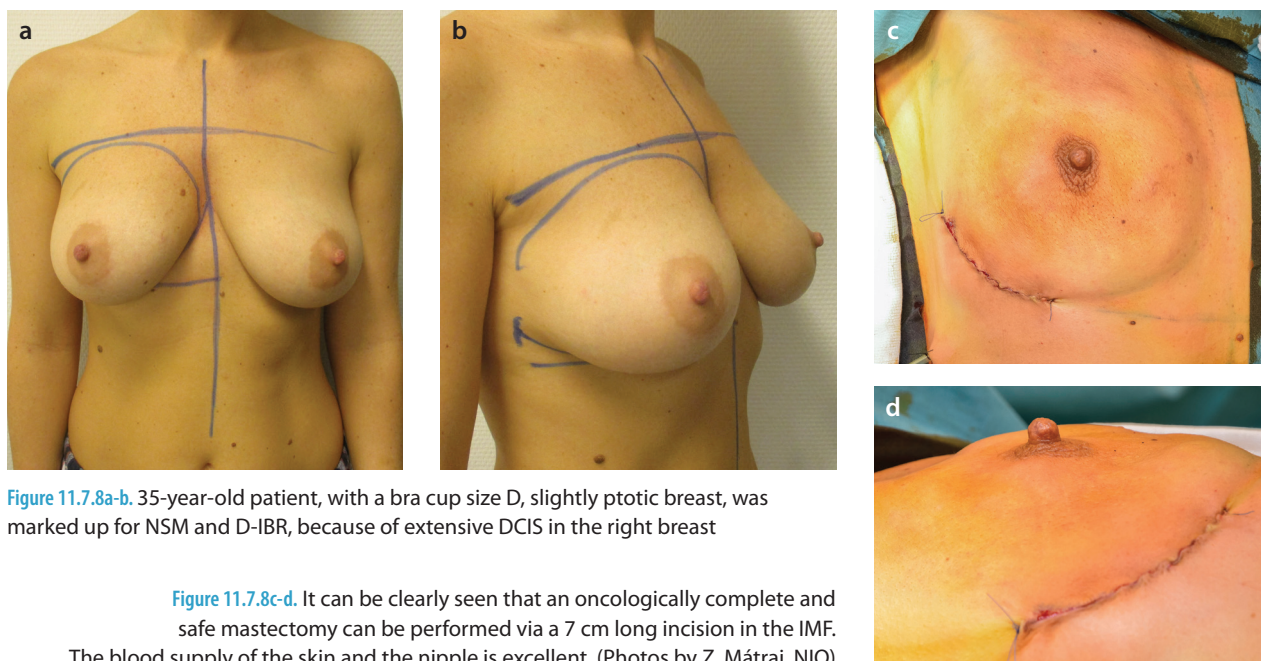 a
b
c
d
Figure 11.7.8a-b. 35-year-old patient, with a bra cup size D, slightly ptotic breast, was
marked up for NSM and D-IBR, because of extensive DCIS in the right breast
Figure 11.7.8c-d. It can be clearly seen that an oncologically complete and
safe mastectomy can be performed via a 7 cm long incision in the IMF.
The blood supply of the skin and the nipple is excellent. (Photos by Z. Mátrai, NIO)